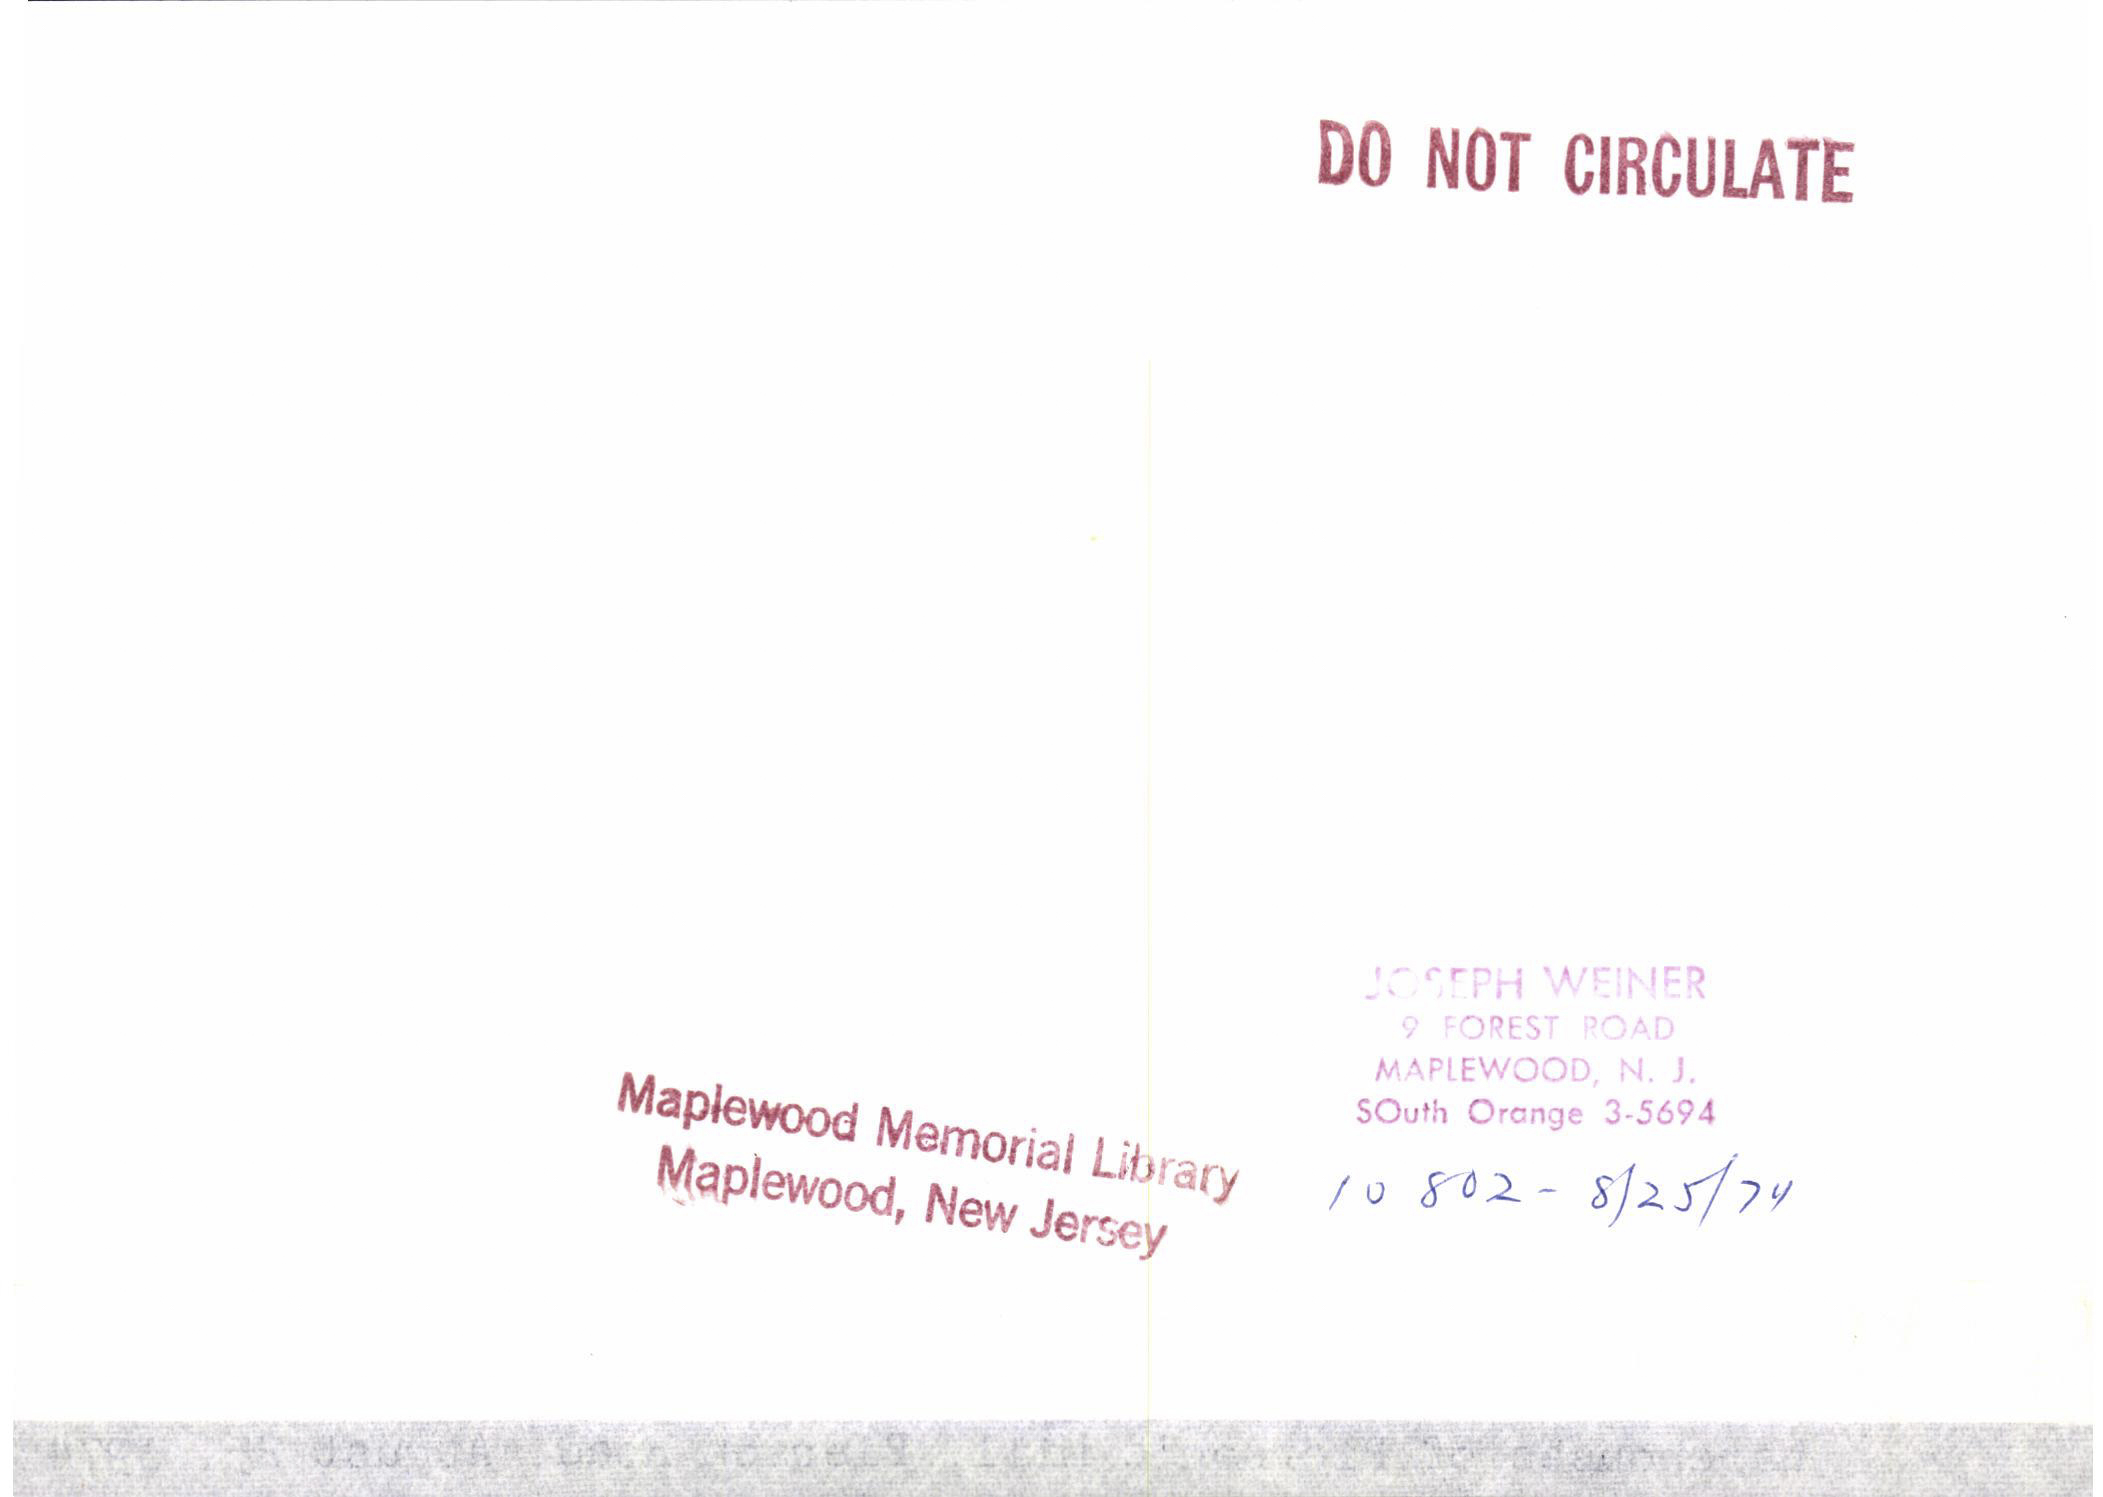 DO NOT CIRCULATE
JOSEPH WEINER
9 FOREST ROAD
MAPLEWOOD, N. J.
SOuth Orange 3-5694
10 802 - 8/25/74
Maplewood Memorial Library
Maplewood, New Jersey